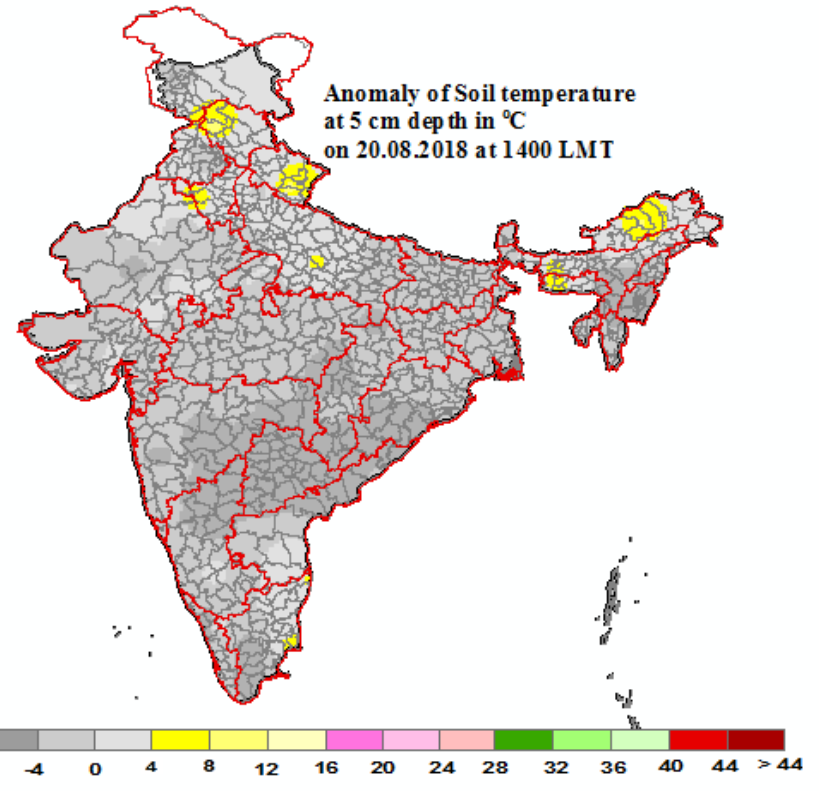 Anomaly of Soil temperature
at 5 cm depth in ⁰C
on 20.08.2018 at 1400 LMT
-4 0 4 8 12 16 20 24 28 32 36 40 44 > 44